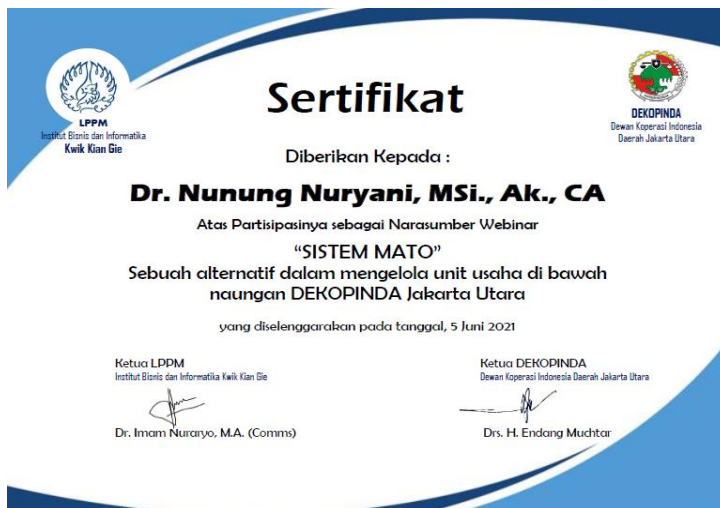 LPPM
Institut Bisnis dan Informatika
Kwik Kian Gie
DEKOPINDA
Dewan Koperasi Indonesia
Daerah Jakarta Utara
Sertifikat
Diberikan Kepada :
Dr. Nunung Nuryani, MSi., Ak., CA
Atas Partisipasinya sebagai Narasumber Webinar
“SISTEM MATO”
Sebuah alternatif dalam mengelola unit usaha di bawah
naungan DEKOPINDA Jakarta Utara
yang diselenggarakan pada tanggal, 5 Juni 2021
Ketua LPPM
Institut Bisnis dan Informatika Kwik Kian Gie
Dr. Imam Nuraryo, M.A. (Comms)
Ketua DEKOPINDA
Dewan Koperasi Indonesia Daerah Jakarta Utara
Drs. H. Endang Muchtar